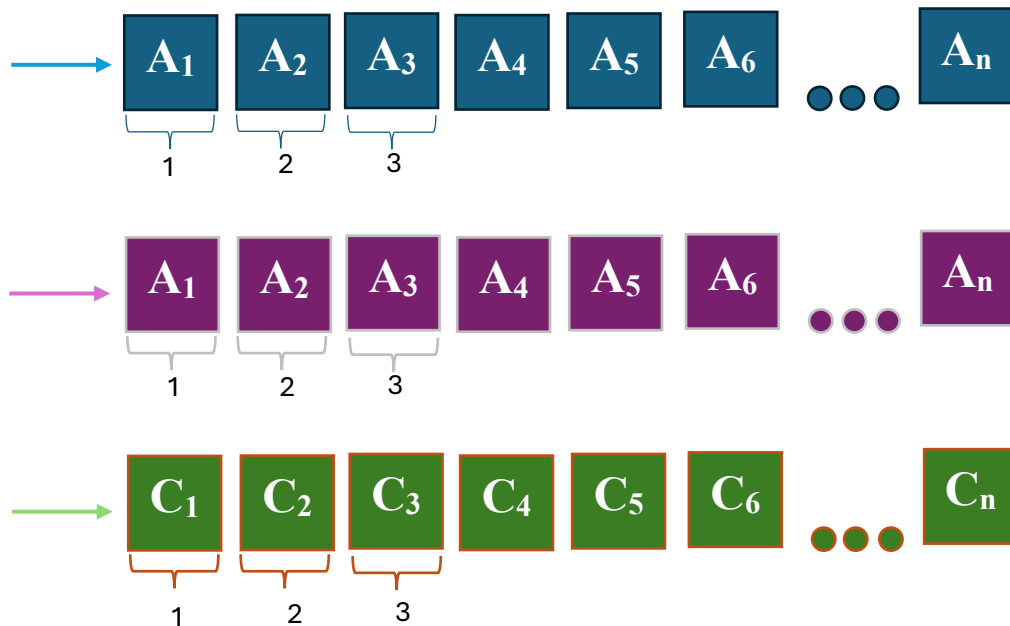 A₁ A₂ A₃ A₄ A₅ A₆ Aₙ
1 2 3
A₁ A₂ A₃ A₄ A₅ A₆ Aₙ
1 2 3
C₁ C₂ C₃ C₄ C₅ C₆ Cₙ
1 2 3